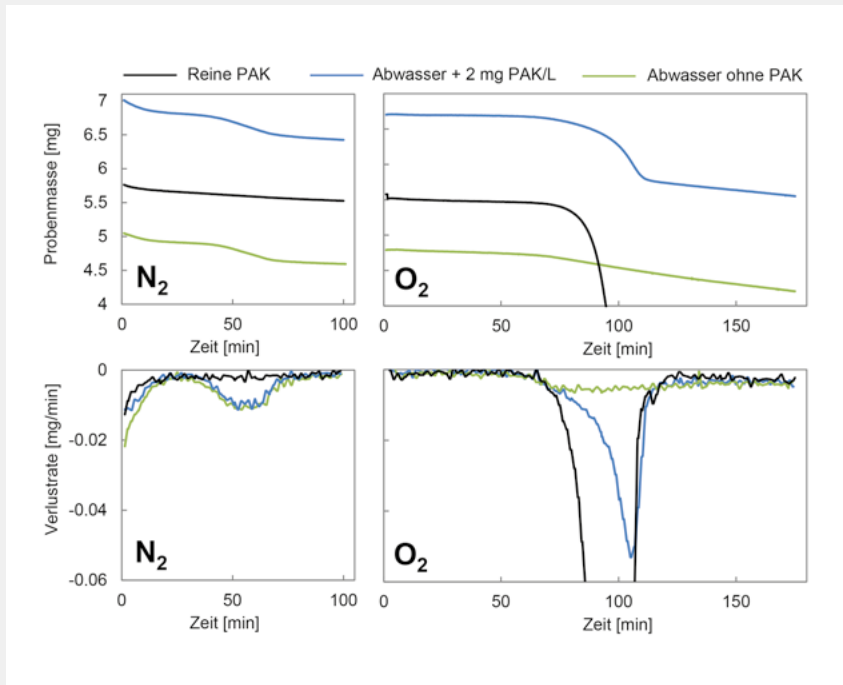 Reine PAK Abwasser + 2 mg PAK/L Abwasser ohne PAK
Probenmasse [mg]
7
6.5
6
5.5
5
4.5
4
N₂
0 50 100
Zeit [min]
O₂
0 50 100 150
Zeit [min]
Verlustrate [mg/min]
0
-0.02
-0.04
-0.06
N₂
0 50 100
Zeit [min]
O₂
0 50 100 150
Zeit [min]